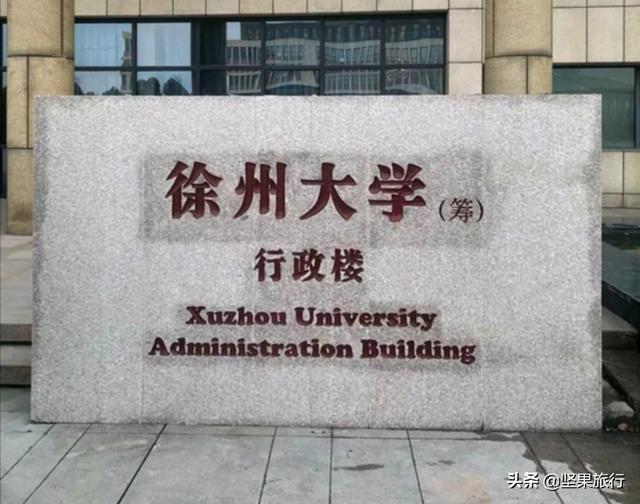 徐州大学(筹)
行政楼
Xuzhou University
Administration Building
头条 @坚果旅行